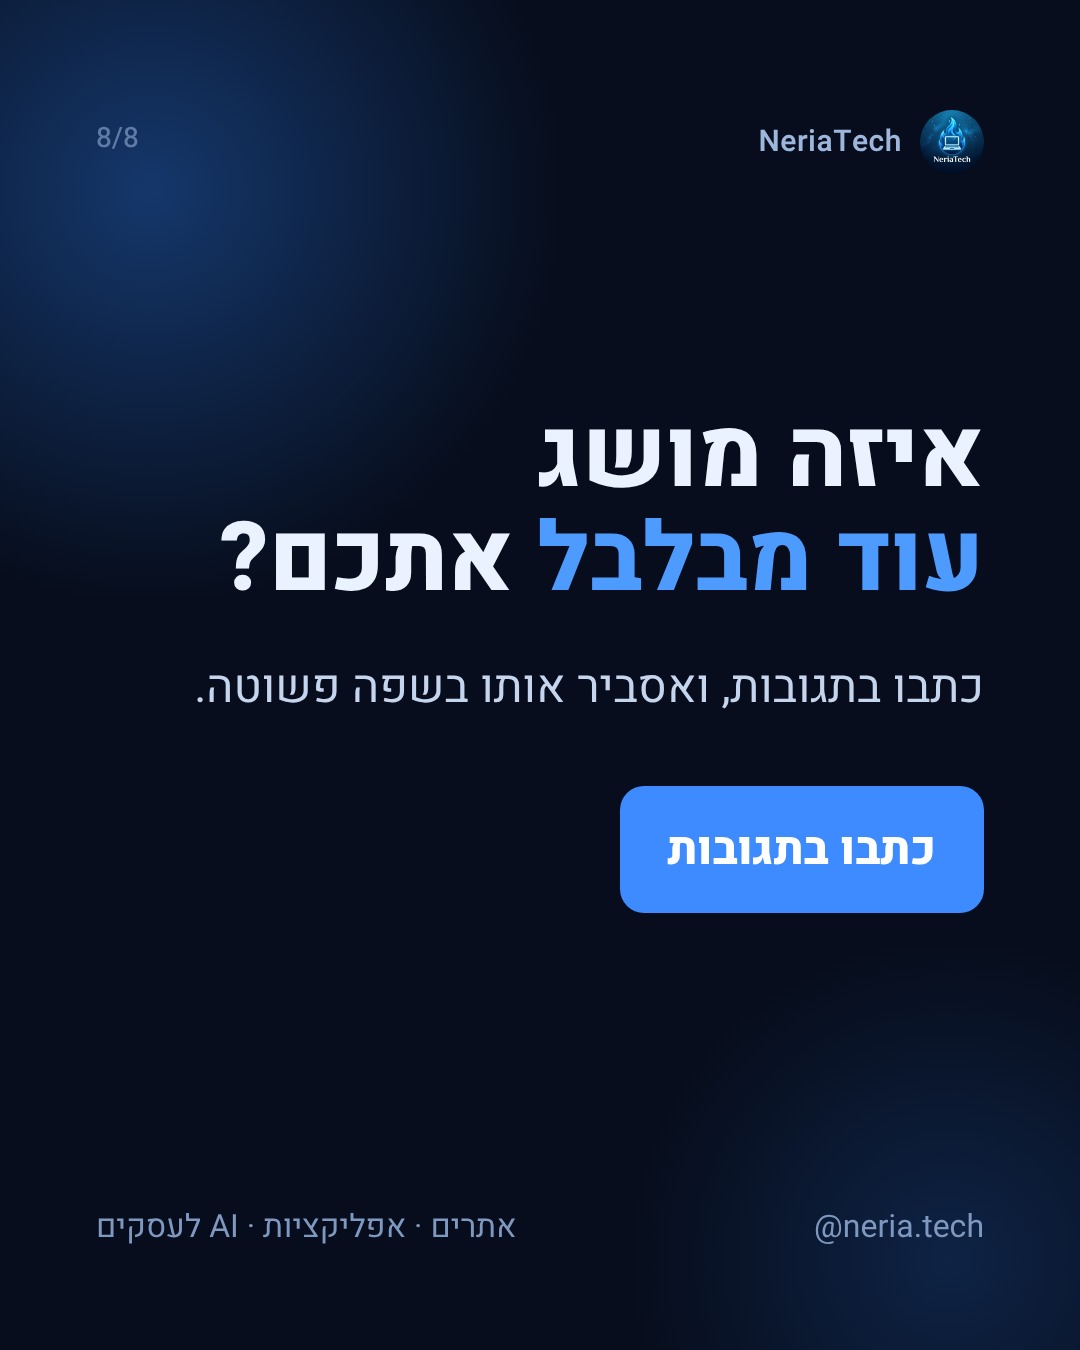 NeriaTech
NeriaTech
8/8
איזה מושג
עוד מבלבל אתכם?
כתבו בתגובות, ואסביר אותו בשפה פשוטה.
כתבו בתגובות
@neria.tech
אתרים · אפליקציות · AI לעסקים